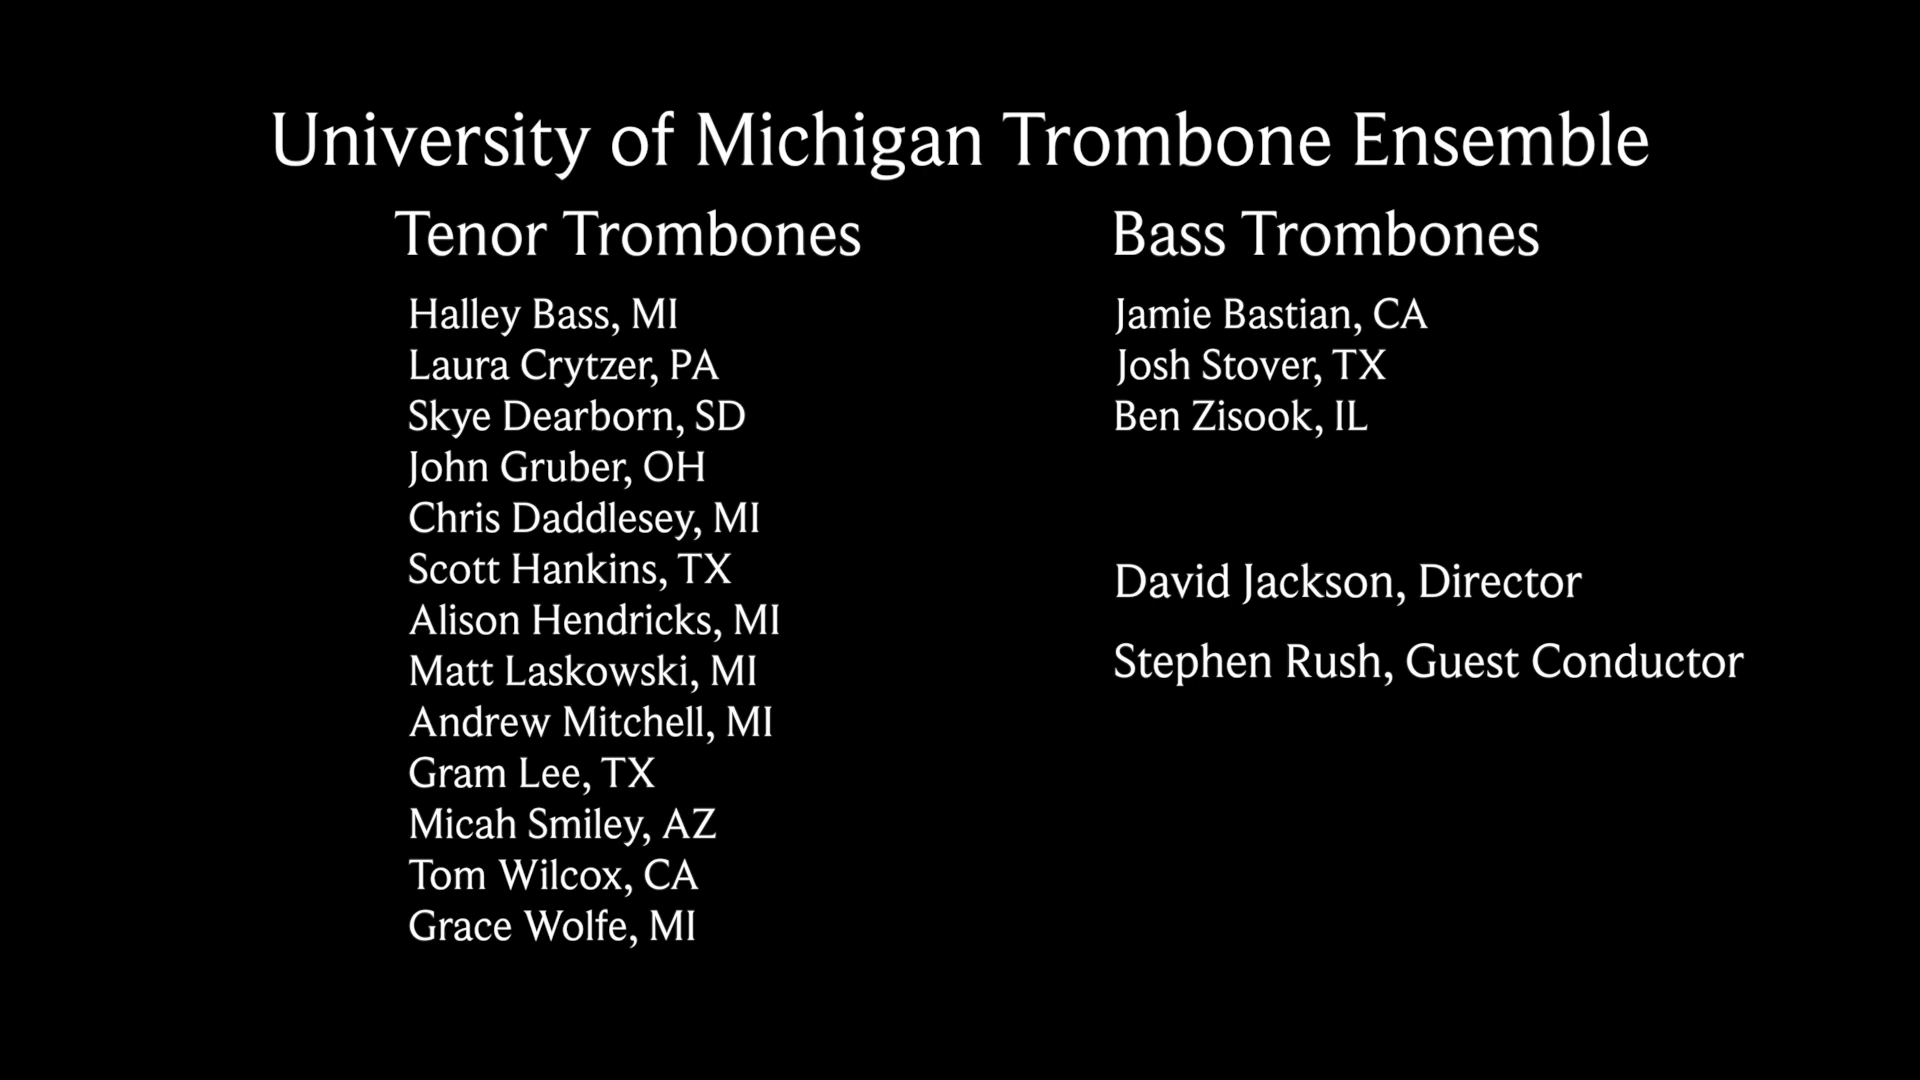 University of Michigan Trombone Ensemble
Tenor Trombones
Halley Bass, MI
Laura Crytzer, PA
Skye Dearborn, SD
John Gruber, OH
Chris Daddlesey, MI
Scott Hankins, TX
Alison Hendricks, MI
Matt Laskowski, MI
Andrew Mitchell, MI
Gram Lee, TX
Micah Smiley, AZ
Tom Wilcox, CA
Grace Wolfe, MI
Bass Trombones
Jamie Bastian, CA
Josh Stover, TX
Ben Zisook, IL
David Jackson, Director
Stephen Rush, Guest Conductor